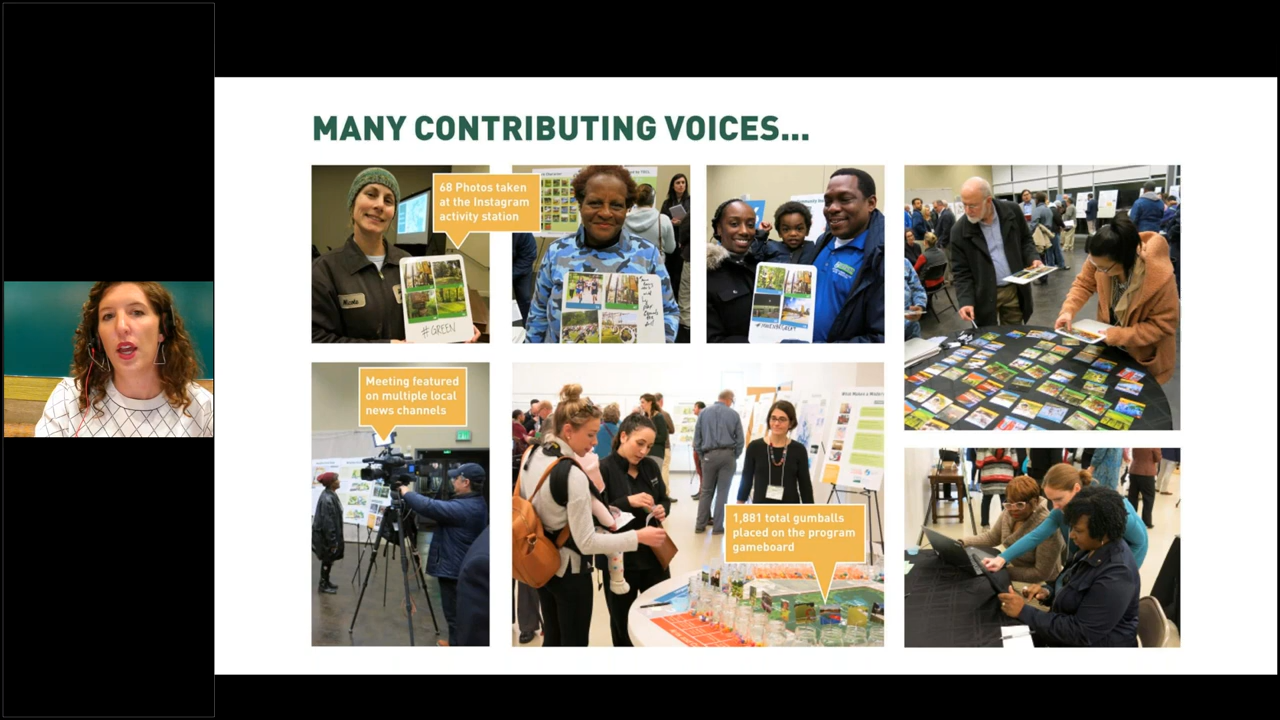 MANY CONTRIBUTING VOICES...
68 Photos taken
at the Instagram
activity station
#GREEN
Meeting featured
on multiple local
news channels
1,881 total gumballs
placed on the program
gameboard